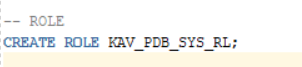 -- ROLE
CREATE ROLE KAV_PDB_SYS_RL;